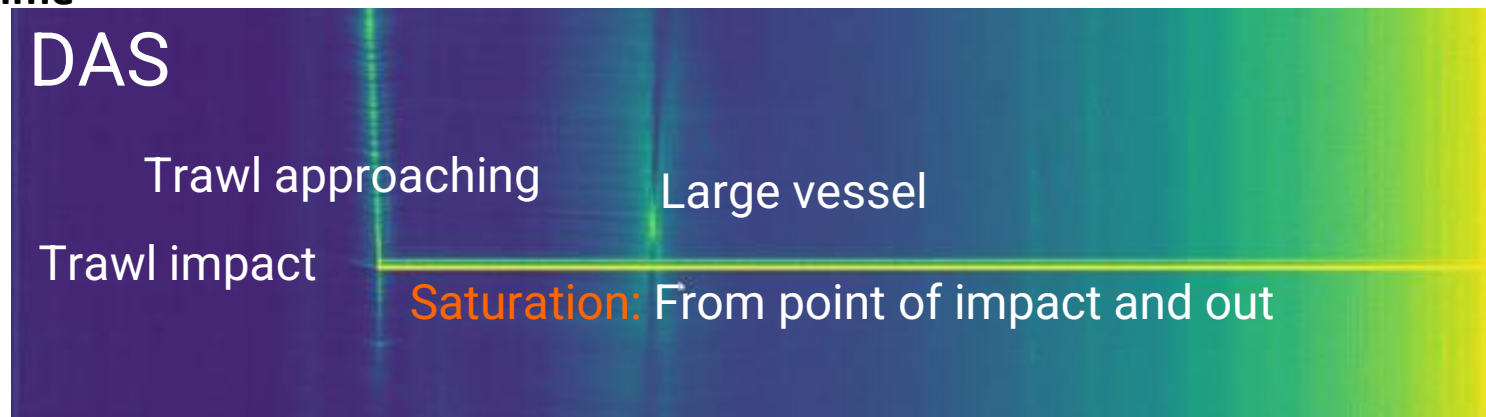 DAS
Trawl approaching
Large vessel
Trawl impact
Saturation: From point of impact and out